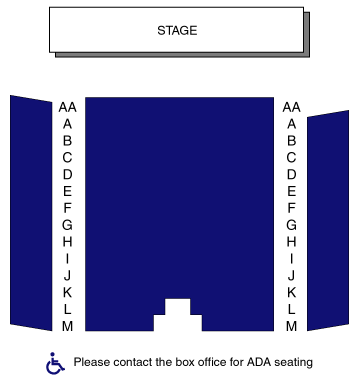 STAGE
AA AA
A A
B B
C C
D D
E E
F F
G G
H H
I I
J J
K K
L L
M M
Please contact the box office for ADA seating